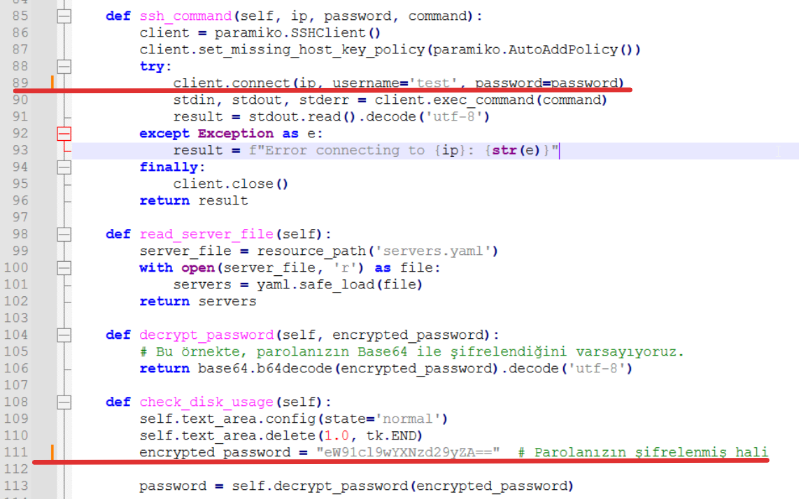 85 def ssh_command(self, ip, password, command):
86 client = paramiko.SSHClient()
87 client.set_missing_host_key_policy(paramiko.AutoAddPolicy())
88 try:
89 client.connect(ip, username='test', password=password)
90 stdin, stdout, stderr = client.exec_command(command)
91 result = stdout.read().decode('utf-8')
92 except Exception as e:
93 result = f"Error connecting to {ip}: {str(e)}"
94 finally:
95 client.close()
96 return result
97
98 def read_server_file(self):
99 server_file = resource_path('servers.yaml')
100 with open(server_file, 'r') as file:
101 servers = yaml.safe_load(file)
102 return servers
103
104 def decrypt_password(self, encrypted_password):
105 # Bu örnekte, parolanızın Base64 ile şifrelendiğini varsayıyoruz.
106 return base64.b64decode(encrypted_password).decode('utf-8')
107
108 def check_disk_usage(self):
109 self.text_area.config(state='normal')
110 self.text_area.delete(1.0, tk.END)
111 encrypted_password = "eW91cl9wYXNzd29yZA==" # Parolanızın şifrelenmiş hali
112
113 password = self.decrypt_password(encrypted_password)